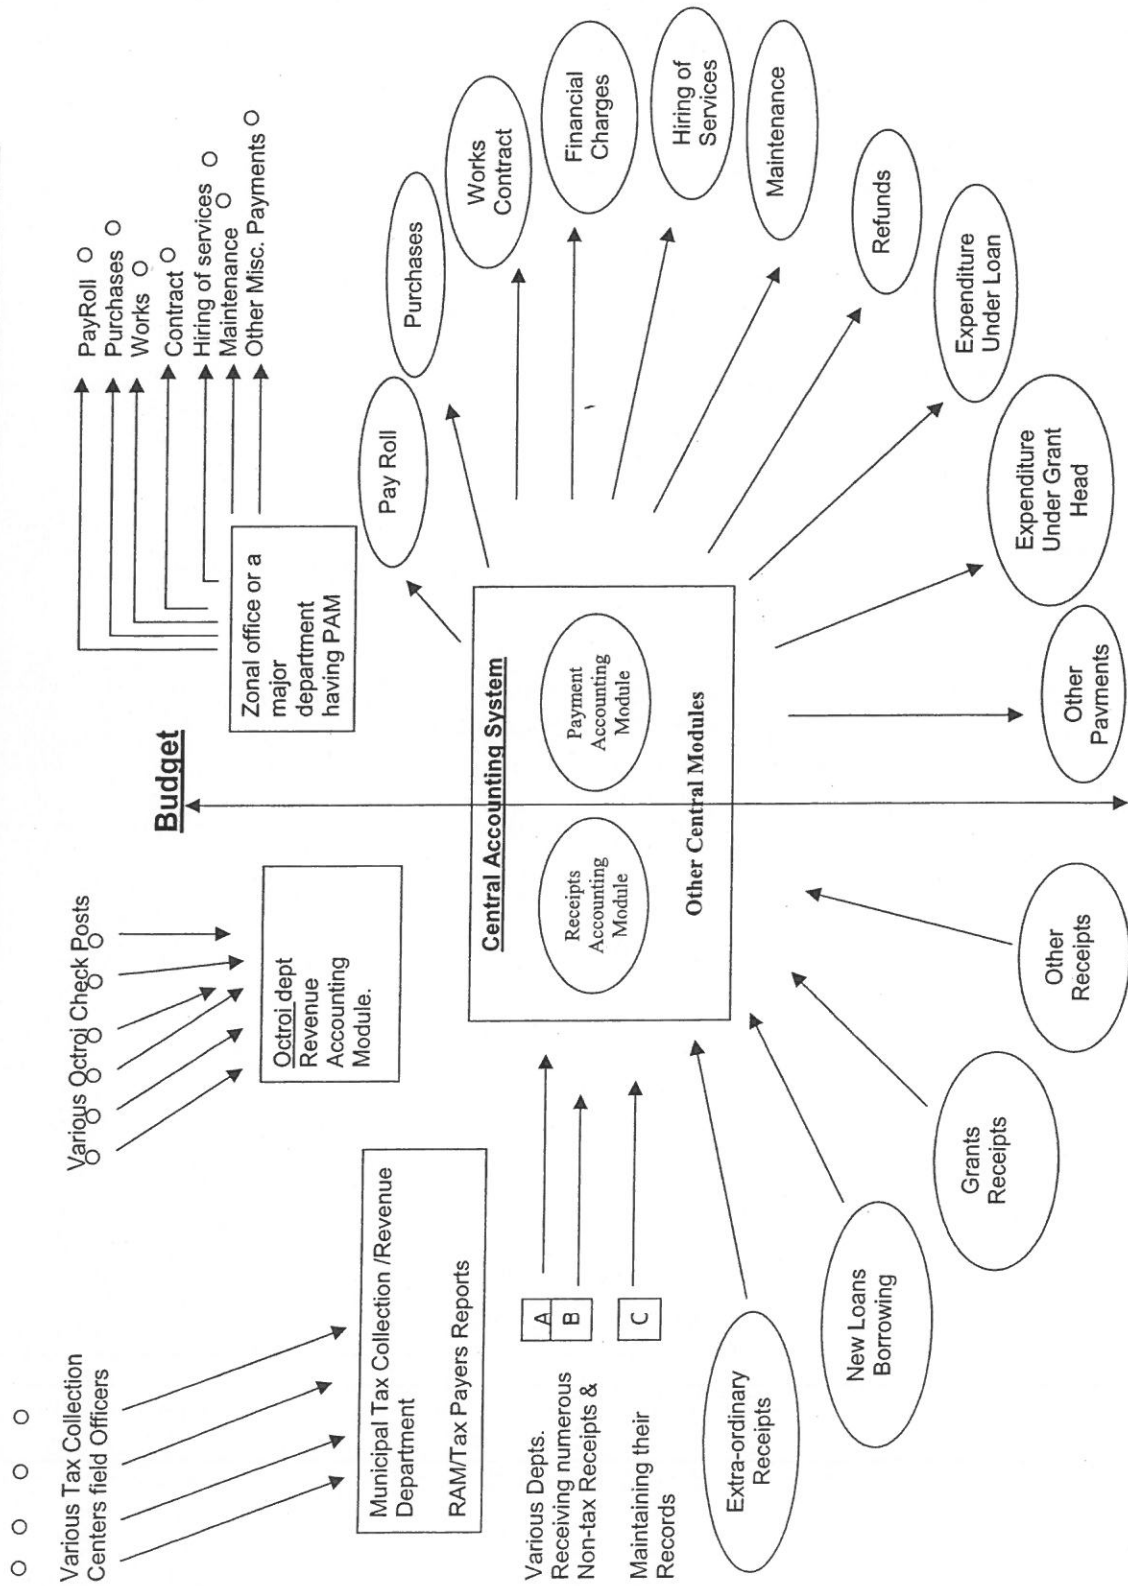 Various Tax Collection
Centers field Officers
Various Octroi Check Posts
Budget
PayRoll
Purchases
Works
Contract
Hiring of services
Maintenance
Other Misc. Payments
Zonal office or a
major
department
having PAM
Octroi dept
Revenue
Accounting
Module.
Municipal Tax Collection /Revenue
Department
RAM/Tax Payers Reports
Various Depts.
Receiving numerous
Non-tax Receipts &
Maintaining their
Records
A
B
C
Central Accounting System
Receipts
Accounting
Module
Payment
Accounting
Module
Other Central Modules
Pay Roll
Purchases
Works
Contract
Financial
Charges
Hiring of
Services
Maintenance
Refunds
Expenditure
Under Loan
Expenditure
Under Grant
Head
Other
Payments
Extra-ordinary
Receipts
New Loans
Borrowing
Grants
Receipts
Other
Receipts